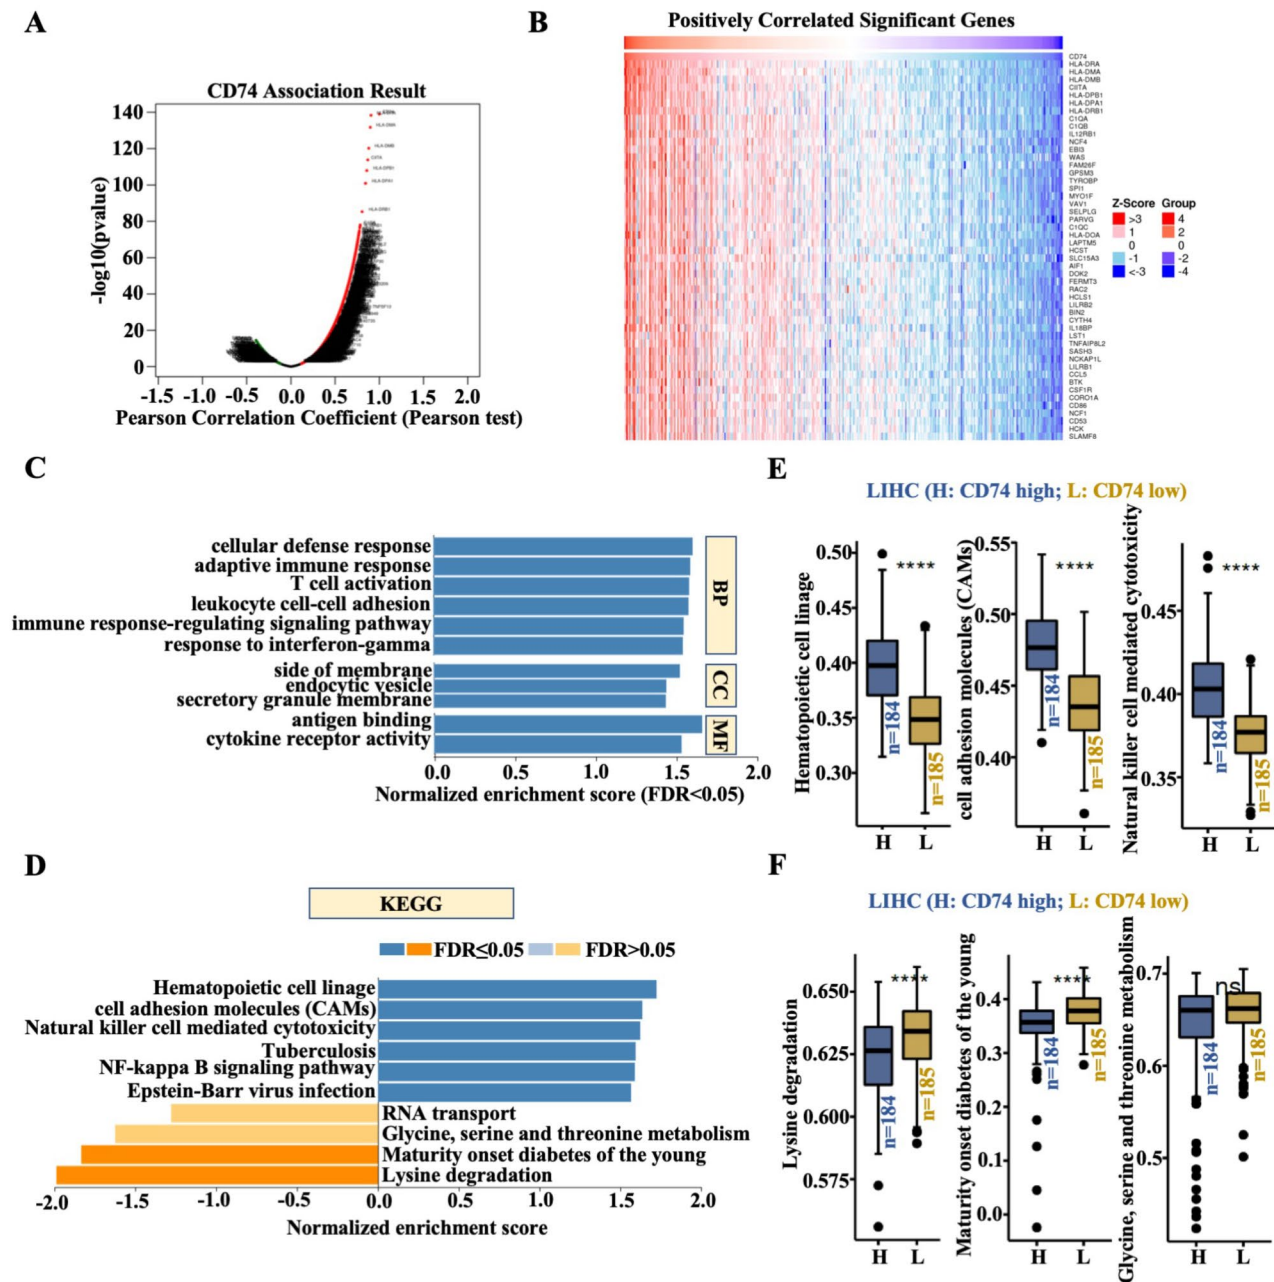 A
CD74 Association Result
140
120
100
80
60
40
20
0
-log10(pvalue)
HLA-DMA
HLA-DMB
CIITA
HLA-DPB1
HLA-DPA1
HLA-DRB1
TNFSF13
-1.5 -1.0 -0.5 0.0 0.5 1.0 1.5 2.0
Pearson Correlation Coefficient (Pearson test)
B
Positively Correlated Significant Genes
CD74
HLA-DRA
HLA-DMA
HLA-DMB
CIITA
HLA-DPB1
HLA-DPA1
HLA-DRB1
C1QA
C1QB
IL12RB1
NCF4
EBI3
WAS
FAM26F
GPSM3
TYROBP
SPI1
MYO1F
VAV1
SELPLG
PARVG
C1QC
HLA-DOA
LAPTM5
HCST
SLC15A3
AIF1
DOK2
FERMT3
RAC2
HCLS1
LILRB2
BIN2
CYTH4
IL18BP
LST1
TNFAIP8L2
SASH3
NCKAP1L
LILRB1
CCL5
BTK
CSF1R
CORO1A
CD86
NCF1
CD53
HCK
SLAMF8
Z-Score Group
>3 4
1 2
0 0
-1 -2
<-3 -4
C
cellular defense response
adaptive immune response
T cell activation
leukocyte cell-cell adhesion
immune response-regulating signaling pathway
response to interferon-gamma
BP
side of membrane
endocytic vesicle
secretory granule membrane
CC
antigen binding
cytokine receptor activity
MF
0.0 0.5 1.0 1.5 2.0
Normalized enrichment score (FDR<0.05)
D
KEGG
FDR≤0.05 FDR>0.05
Hematopoietic cell lineage
cell adhesion molecules (CAMs)
Natural killer cell mediated cytotoxicity
Tuberculosis
NF-kappa B signaling pathway
Epstein-Barr virus infection
RNA transport
Glycine, serine and threonine metabolism
Maturity onset diabetes of the young
Lysine degradation
-2.0 -1.5 -1.0 -0.5 0.0 0.5 1.0 1.5 2.0
Normalized enrichment score
E
LIHC (H: CD74 high; L: CD74 low)
Hematopoietic cell lineage
0.50
0.45
0.40
0.35
0.30
****
n=184
n=185
H L
cell adhesion molecules (CAMs)
0.55
0.50
0.45
0.40
****
n=184
n=185
H L
Natural killer cell mediated cytotoxicity
0.45
0.40
0.35
****
n=184
n=185
H L
F
LIHC (H: CD74 high; L: CD74 low)
Lysine degradation
0.650
0.625
0.600
0.575
****
n=184
n=185
H L
Maturity onset diabetes of the young
0.4
0.3
0.2
0.1
0.0
****
n=184
n=185
H L
Glycine, serine and threonine metabolism
0.7
0.6
0.5
ns
n=184
n=185
H L